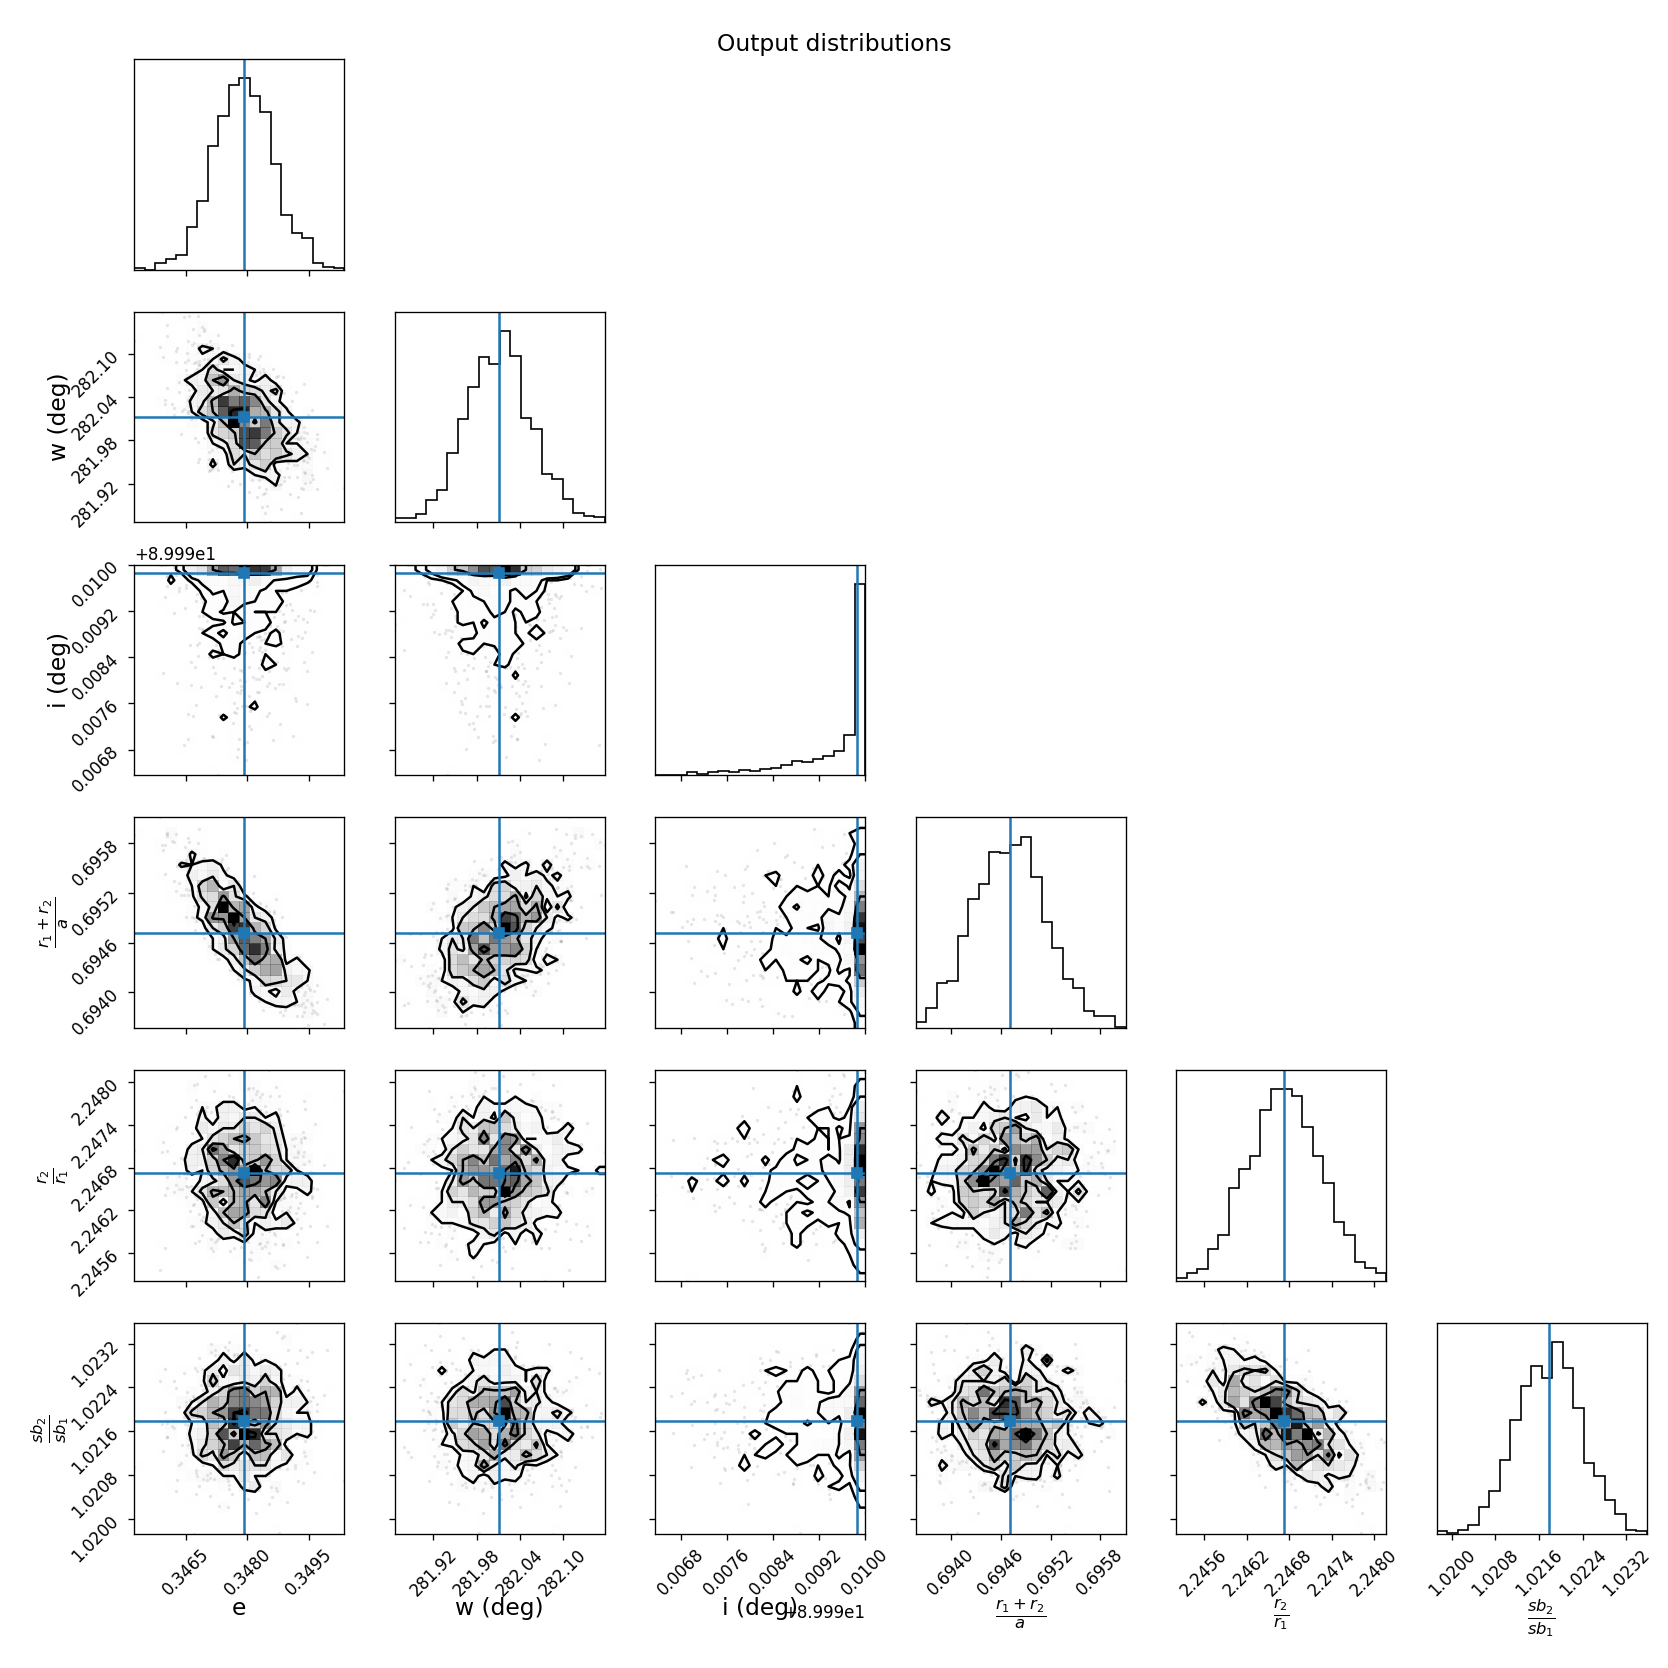 Output distributions
w (deg)
282.10
282.04
281.98
281.92
+8.999e1
i (deg)
0.0100
0.0092
0.0084
0.0076
0.0068
r₁ + r₂
a
0.6958
0.6952
0.6946
0.6940
r₂
r₁
2.2480
2.2474
2.2468
2.2462
2.2456
sb₂
sb₁
1.0232
1.0224
1.0216
1.0208
1.0200
0.3465 0.3480 0.3495
281.92 281.98 282.04 282.10
0.0068 0.0076 0.0084 0.0092 0.0100
0.6940 0.6946 0.6952 0.6958
2.2456 2.2462 2.2468 2.2474 2.2480
1.0200 1.0208 1.0216 1.0224 1.0232
e
w (deg)
i (deg)
+8.999e1
r₁ + r₂
a
r₂
r₁
sb₂
sb₁